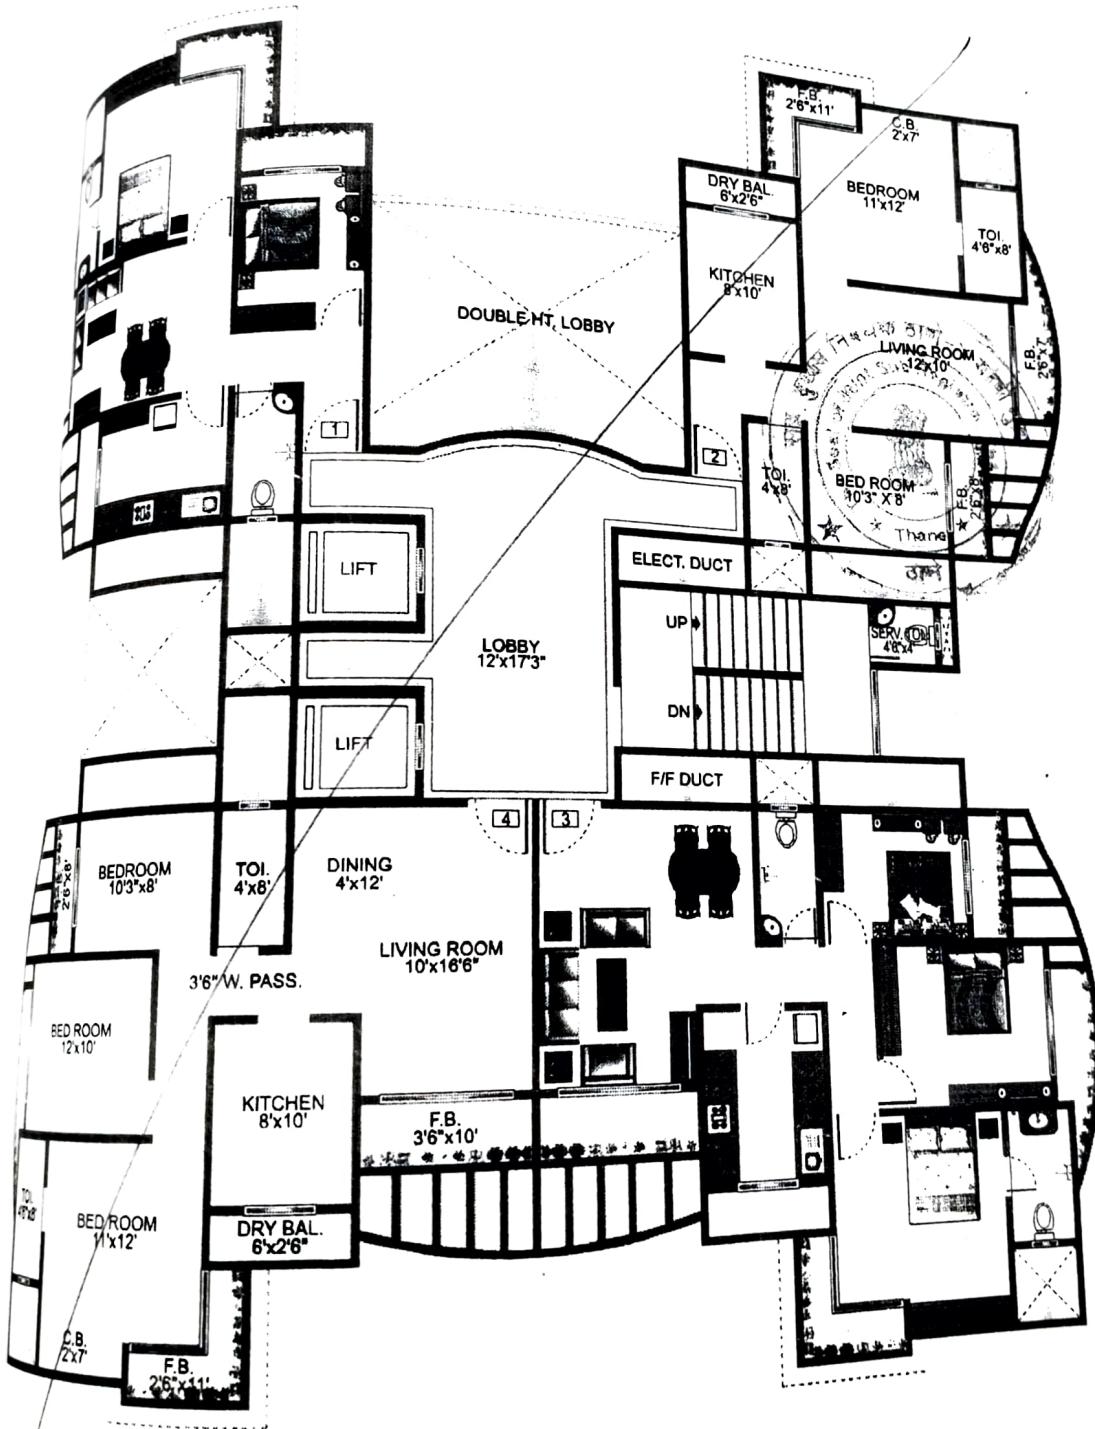 F.B.
2'6"x11'
C.B.
2'x7'
DRY BAL.
6'x2'6"
BEDROOM
11'x12'
TOI.
4'6"x8'
KITCHEN
8'x10'
DOUBLE HT. LOBBY
LIVING ROOM
12'x10'
F.B.
2'6"x7'
1
2
TOI.
4'x8'
BED ROOM
10'3" X 8'
F.B.
2'6"x8'
Thane
ELECT. DUCT
LIFT
UP
SERV. TOI.
4'6"x4'
LOBBY
12'x17'3"
DN
LIFT
F/F DUCT
4
3
BEDROOM
10'3"x8'
2'6"x8'
TOI.
4'x8'
DINING
4'x12'
LIVING ROOM
10'x16'6"
3'6" W. PASS.
BED ROOM
12'x10'
KITCHEN
8'x10'
F.B.
3'6"x10'
TOI.
4'6"x8'
BED ROOM
11'x12'
DRY BAL.
6'x2'6"
C.B.
2'x7'
F.B.
2'6"x11'